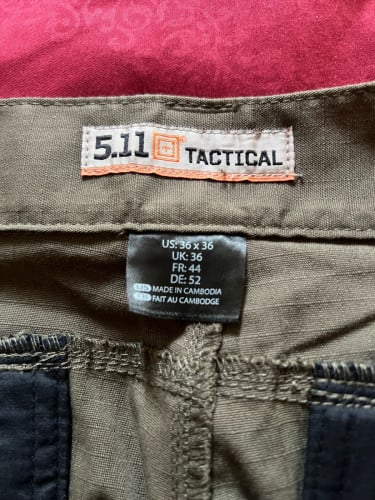 5.11 TACTICAL
US: 36 x 36
UK: 36
FR: 44
DE: 52
MADE IN CAMBODIA
FAIT AU CAMBODGE